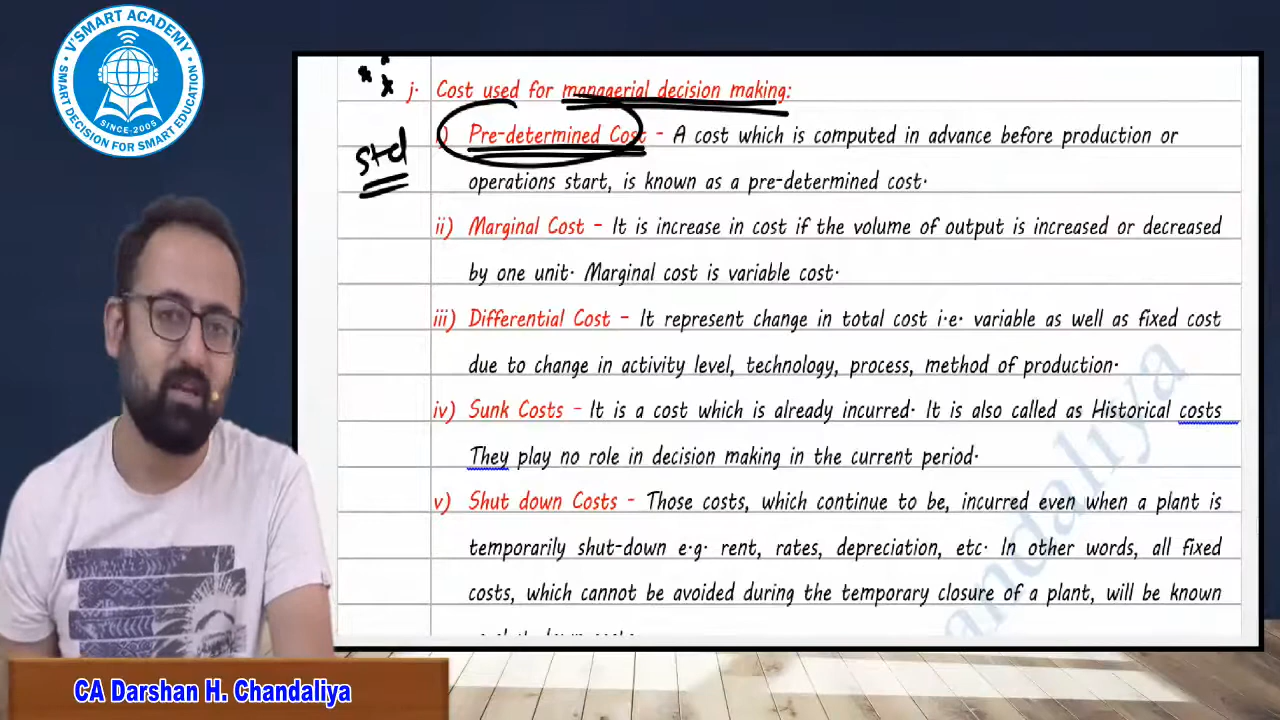 V'SMART ACADEMY
SMART DECISION FOR SMART EDUCATION
SINCE-2005
j. Cost used for managerial decision making:
Pre-determined Cost - A cost which is computed in advance before production or
operations start, is known as a pre-determined cost.
Std
ii) Marginal Cost - It is increase in cost if the volume of output is increased or decreased
by one unit. Marginal cost is variable cost.
iii) Differential Cost - It represent change in total cost i.e. variable as well as fixed cost
due to change in activity level, technology, process, method of production.
iv) Sunk Costs - It is a cost which is already incurred. It is also called as Historical costs
They play no role in decision making in the current period.
v) Shut down Costs - Those costs, which continue to be, incurred even when a plant is
temporarily shut-down e.g. rent, rates, depreciation, etc. In other words, all fixed
costs, which cannot be avoided during the temporary closure of a plant, will be known
andaliya
CA Darshan H. Chandaliya